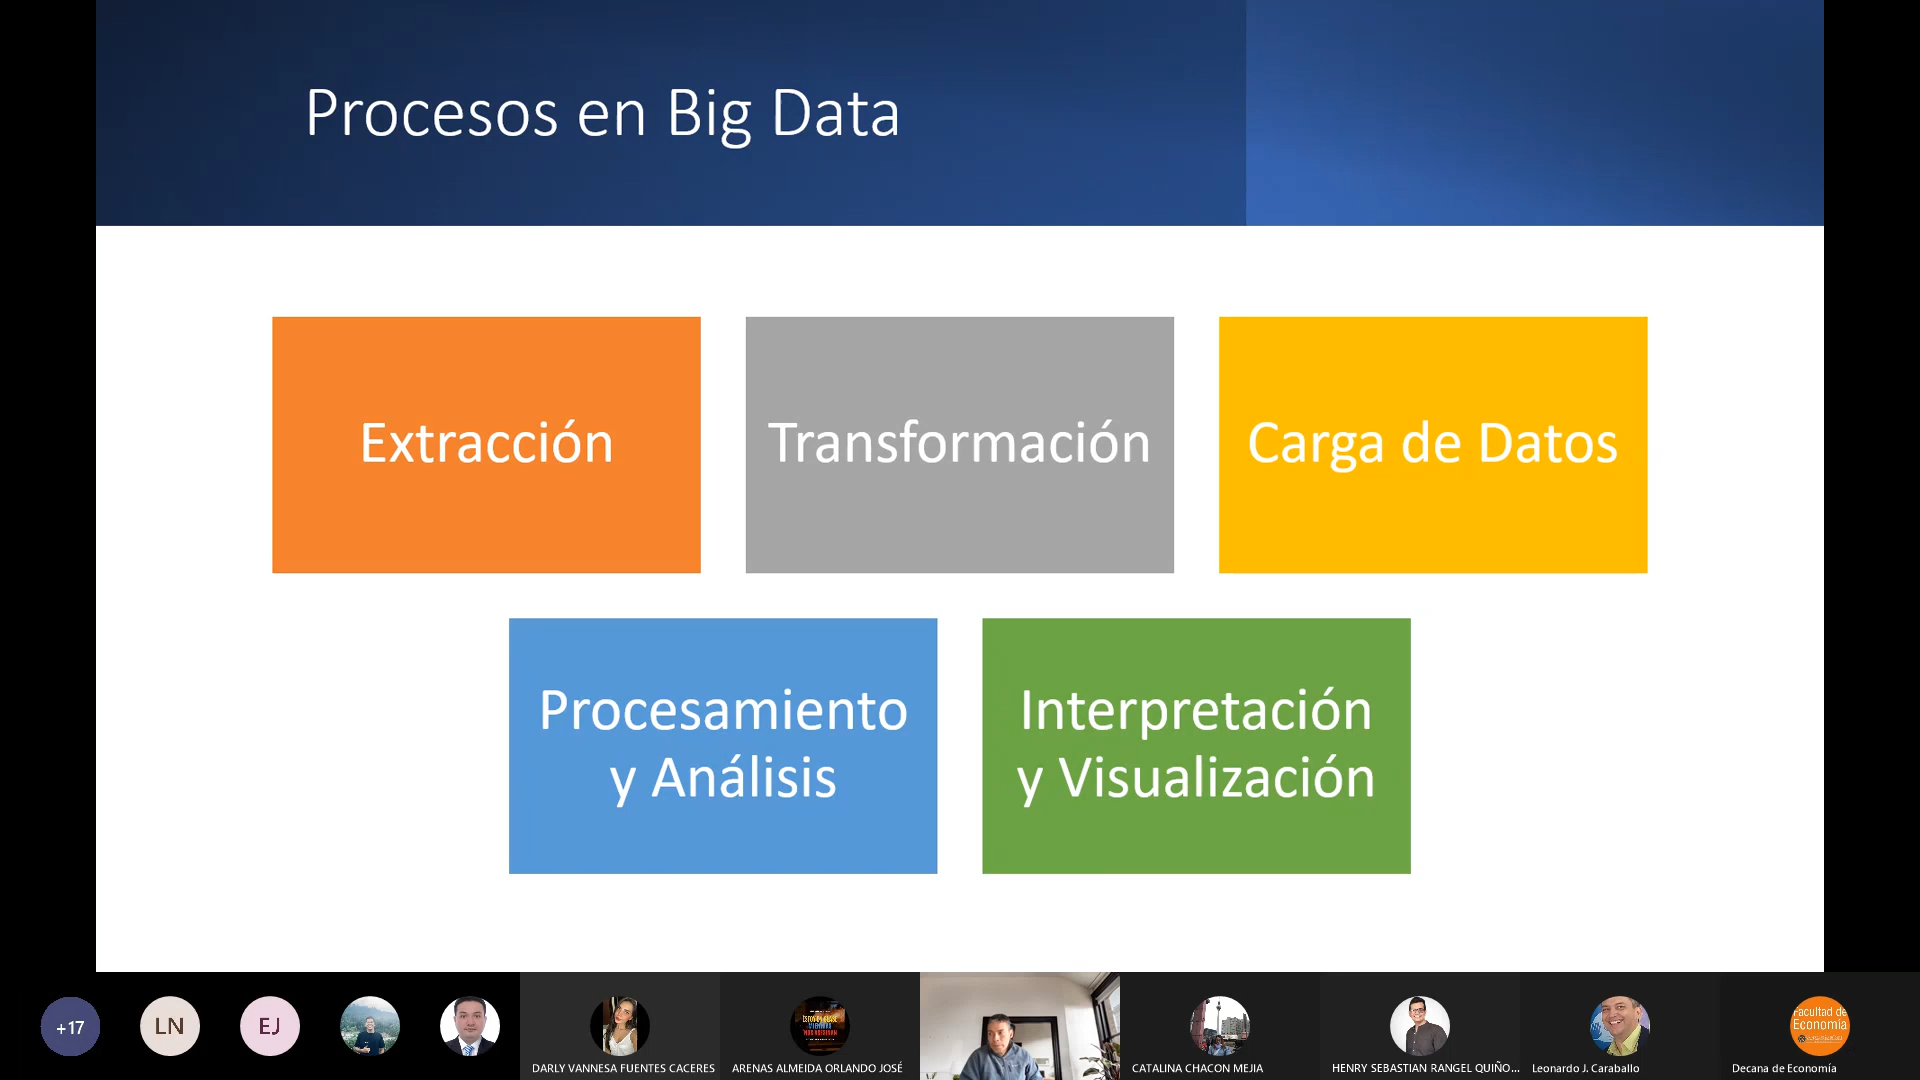 Procesos en Big Data
Extracción
Transformación
Carga de Datos
Procesamiento
y Análisis
Interpretación
y Visualización
+17
LN
EJ
DARLY VANNESA FUENTES CACERES
ARENAS ALMEIDA ORLANDO JOSÉ
CATALINA CHACON MEJIA
HENRY SEBASTIAN RANGEL QUIÑO...
Leonardo J. Caraballo
Facultad de
Economía
Decana de Economía